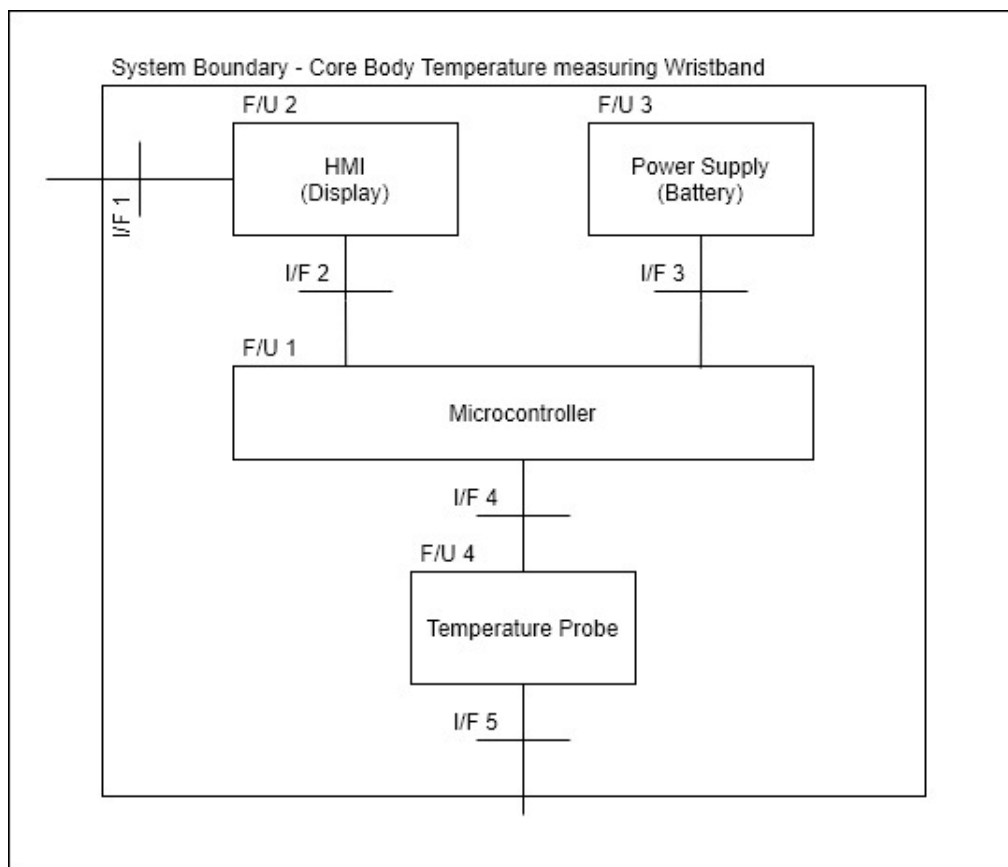 System Boundary - Core Body Temperature measuring Wristband
F/U 2
F/U 3
HMI
(Display)
Power Supply
(Battery)
I/F 1
I/F 2
I/F 3
F/U 1
Microcontroller
I/F 4
F/U 4
Temperature Probe
I/F 5